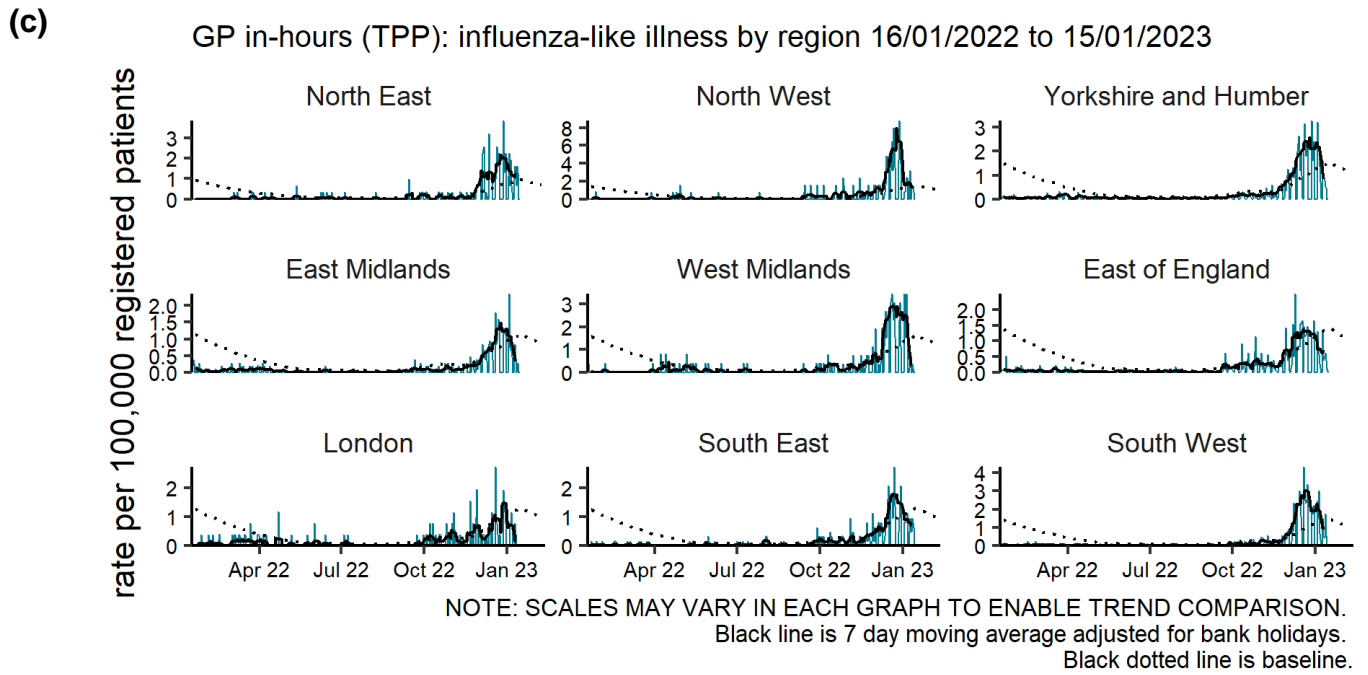 (c)
GP in-hours (TPP): influenza-like illness by region 16/01/2022 to 15/01/2023
rate per 100,000 registered patients
North East
3
2
1
0
North West
8
6
4
2
0
Yorkshire and Humber
3
2
1
0
East Midlands
2.0
1.5
1.0
0.5
0.0
West Midlands
3
2
1
0
East of England
2.0
1.5
1.0
0.5
0.0
London
2
1
0
Apr 22 Jul 22 Oct 22 Jan 23
South East
2
1
0
Apr 22 Jul 22 Oct 22 Jan 23
South West
4
3
2
1
0
Apr 22 Jul 22 Oct 22 Jan 23
NOTE: SCALES MAY VARY IN EACH GRAPH TO ENABLE TREND COMPARISON.
Black line is 7 day moving average adjusted for bank holidays.
Black dotted line is baseline.